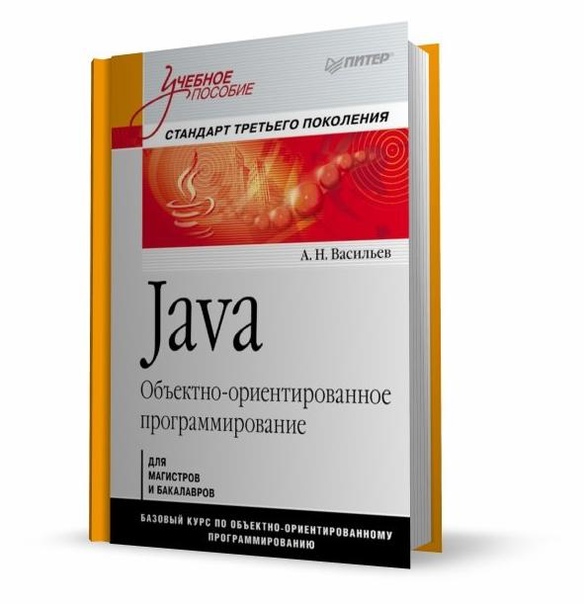 УЧЕБНОЕ
ПОСОБИЕ
ПИТЕР®
СТАНДАРТ ТРЕТЬЕГО ПОКОЛЕНИЯ
А. Н. Васильев
Java
Объектно-ориентированное
программирование
ДЛЯ
МАГИСТРОВ
И БАКАЛАВРОВ
БАЗОВЫЙ КУРС ПО ОБЪЕКТНО-ОРИЕНТИРОВАННОМУ
ПРОГРАММИРОВАНИЮ